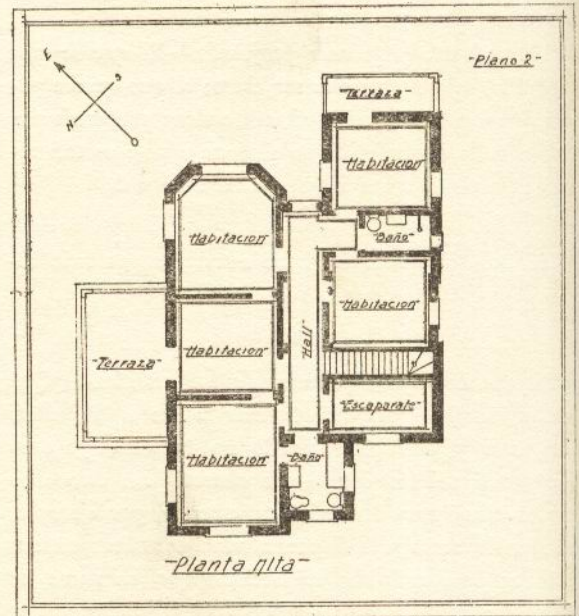 E
S
N
O
-Plano 2-
-Terraza-
-Habitacion-
-Baño-
-Habitacion-
-Habitacion-
Hall
-Terraza-
-Habitacion-
-Escaparate-
-Habitacion-
Baño
-Planta Alta-